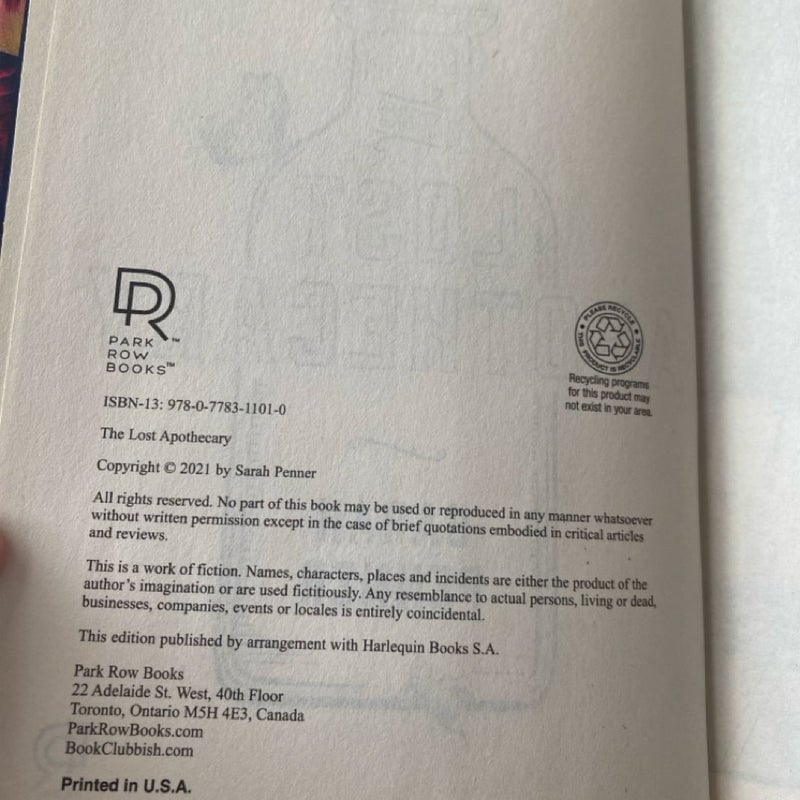 PARK™
ROW
BOOKS™
PLEASE RECYCLE
THIS PRODUCT IS RECYCLABLE
Recycling programs
for this product may
not exist in your area.
ISBN-13: 978-0-7783-1101-0
The Lost Apothecary
Copyright © 2021 by Sarah Penner
All rights reserved. No part of this book may be used or reproduced in any manner whatsoever
without written permission except in the case of brief quotations embodied in critical articles
and reviews.
This is a work of fiction. Names, characters, places and incidents are either the product of the
author's imagination or are used fictitiously. Any resemblance to actual persons, living or dead,
businesses, companies, events or locales is entirely coincidental.
This edition published by arrangement with Harlequin Books S.A.
Park Row Books
22 Adelaide St. West, 40th Floor
Toronto, Ontario M5H 4E3, Canada
ParkRowBooks.com
BookClubbish.com
Printed in U.S.A.